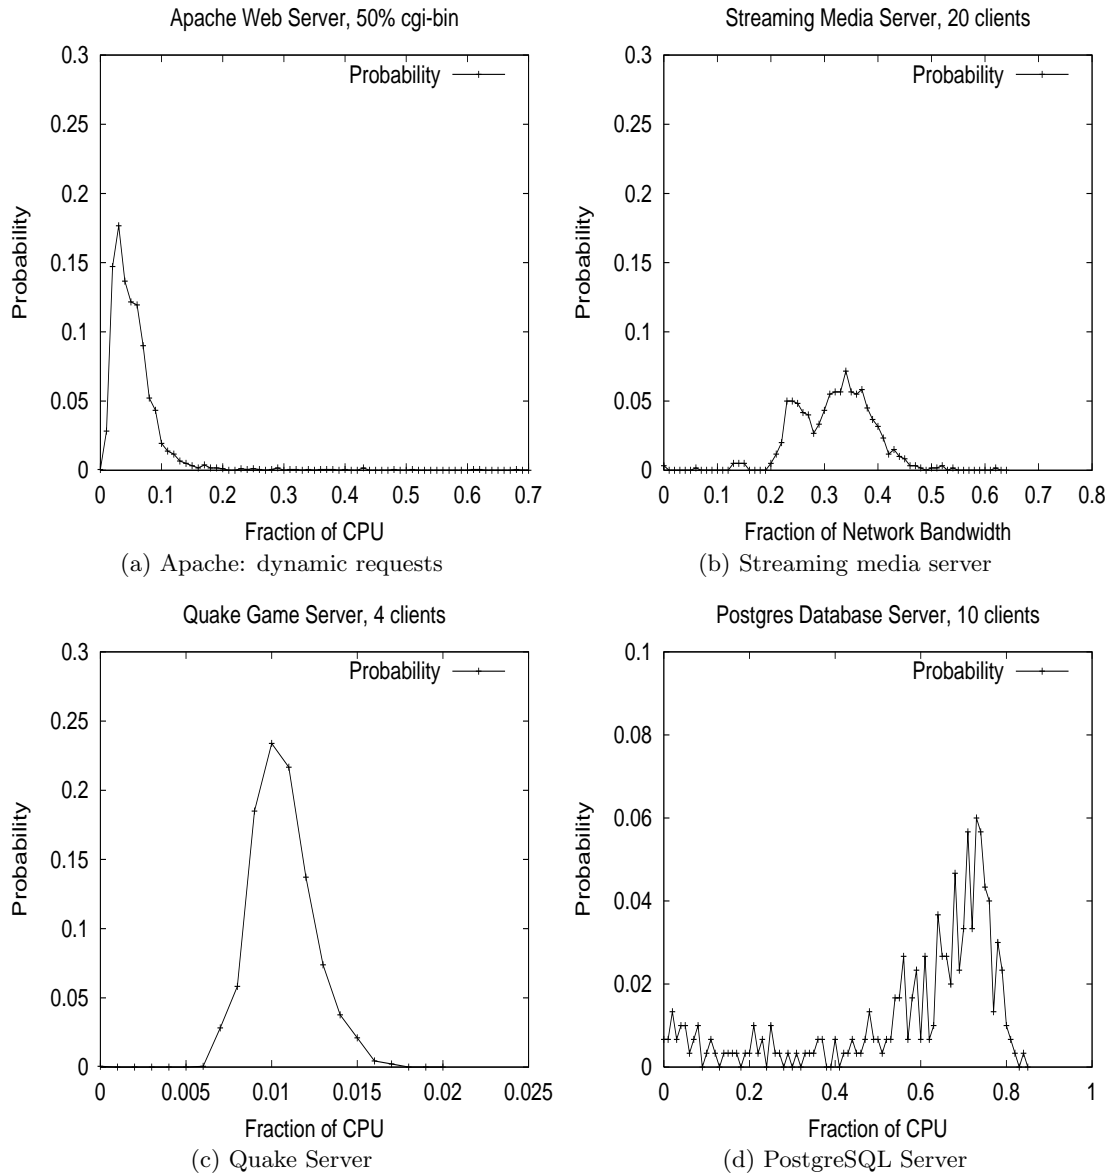 Apache Web Server, 50% cgi-bin
Probability
0.3
0.25
0.2
0.15
0.1
0.05
0
Probability
0 0.1 0.2 0.3 0.4 0.5 0.6 0.7
Fraction of CPU
(a) Apache: dynamic requests
Streaming Media Server, 20 clients
Probability
0.3
0.25
0.2
0.15
0.1
0.05
0
Probability
0 0.1 0.2 0.3 0.4 0.5 0.6 0.7 0.8
Fraction of Network Bandwidth
(b) Streaming media server
Quake Game Server, 4 clients
Probability
0.3
0.25
0.2
0.15
0.1
0.05
0
Probability
0 0.005 0.01 0.015 0.02 0.025
Fraction of CPU
(c) Quake Server
Postgres Database Server, 10 clients
Probability
0.1
0.08
0.06
0.04
0.02
0
Probability
0 0.2 0.4 0.6 0.8 1
Fraction of CPU
(d) PostgreSQL Server